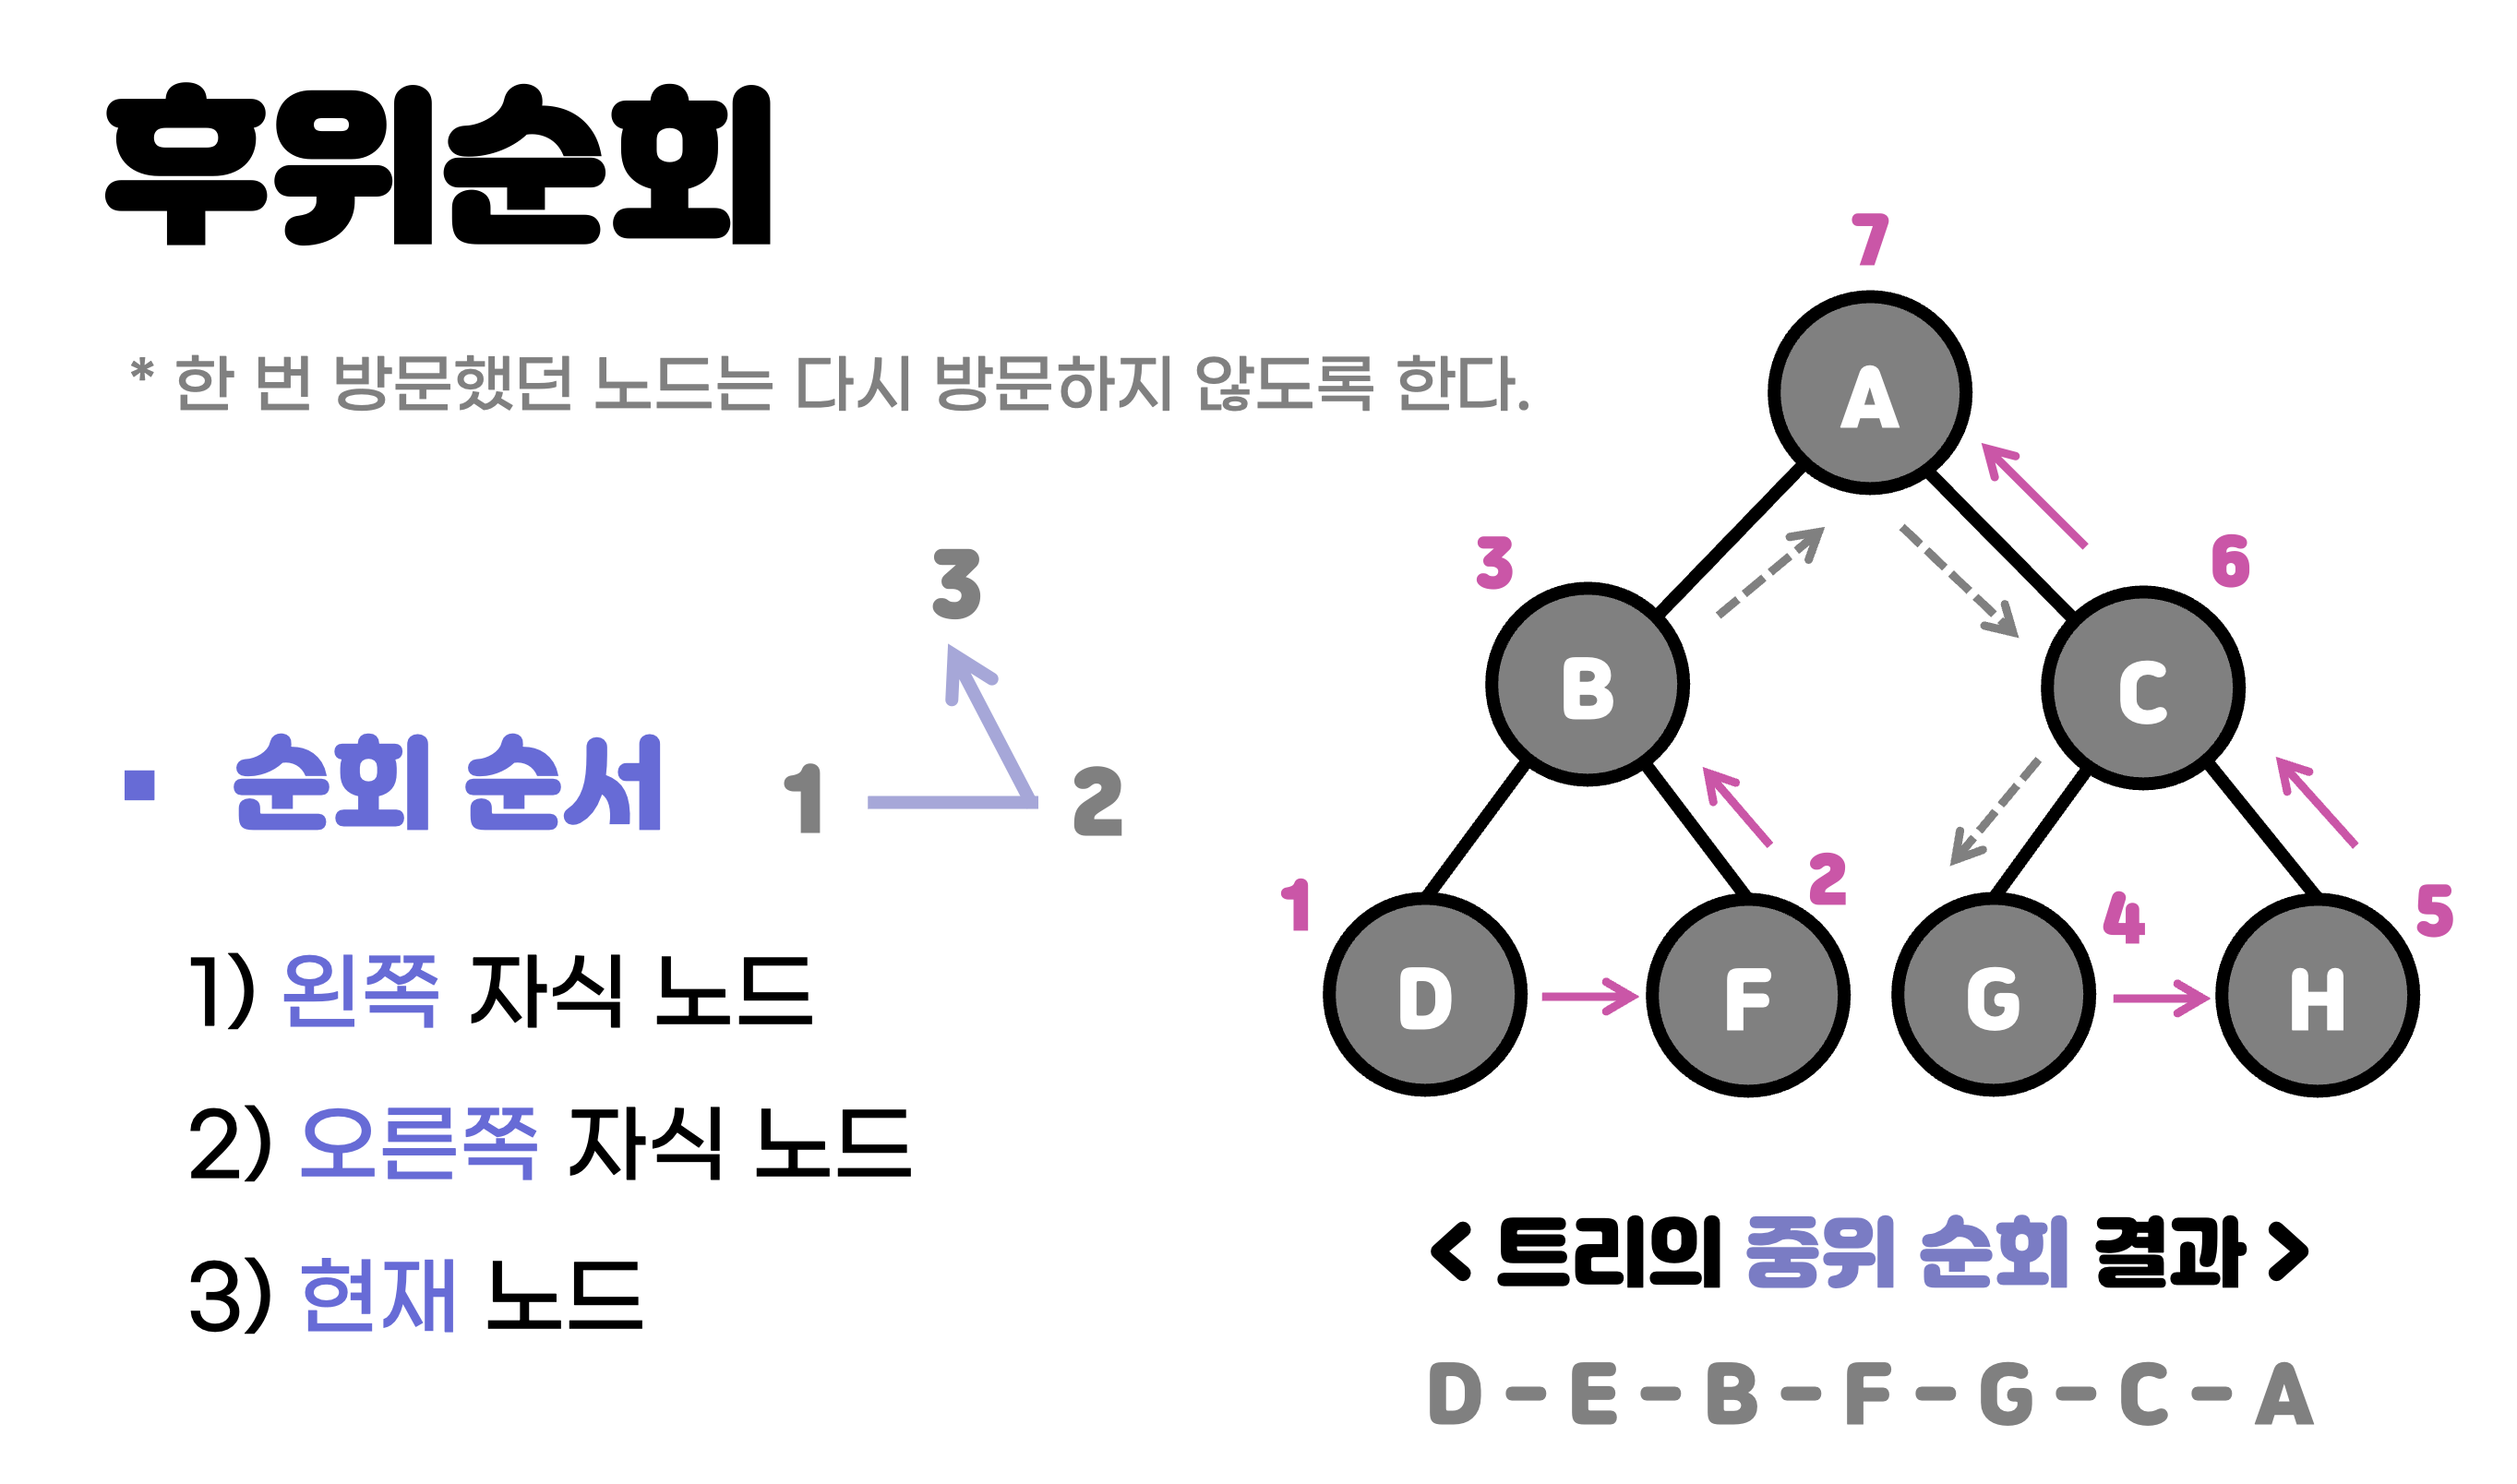 후위순회
* 한 번 방문했던 노드는 다시 방문하지 않도록 한다.
▪ 순회 순서
3
1
2
1) 왼쪽 자식 노드
2) 오른쪽 자식 노드
3) 현재 노드
7
A
3
6
B
C
1
2
4
5
D
F
G
H
< 트리의 중위 순회 결과 >
D - E - B - F - G - C - A